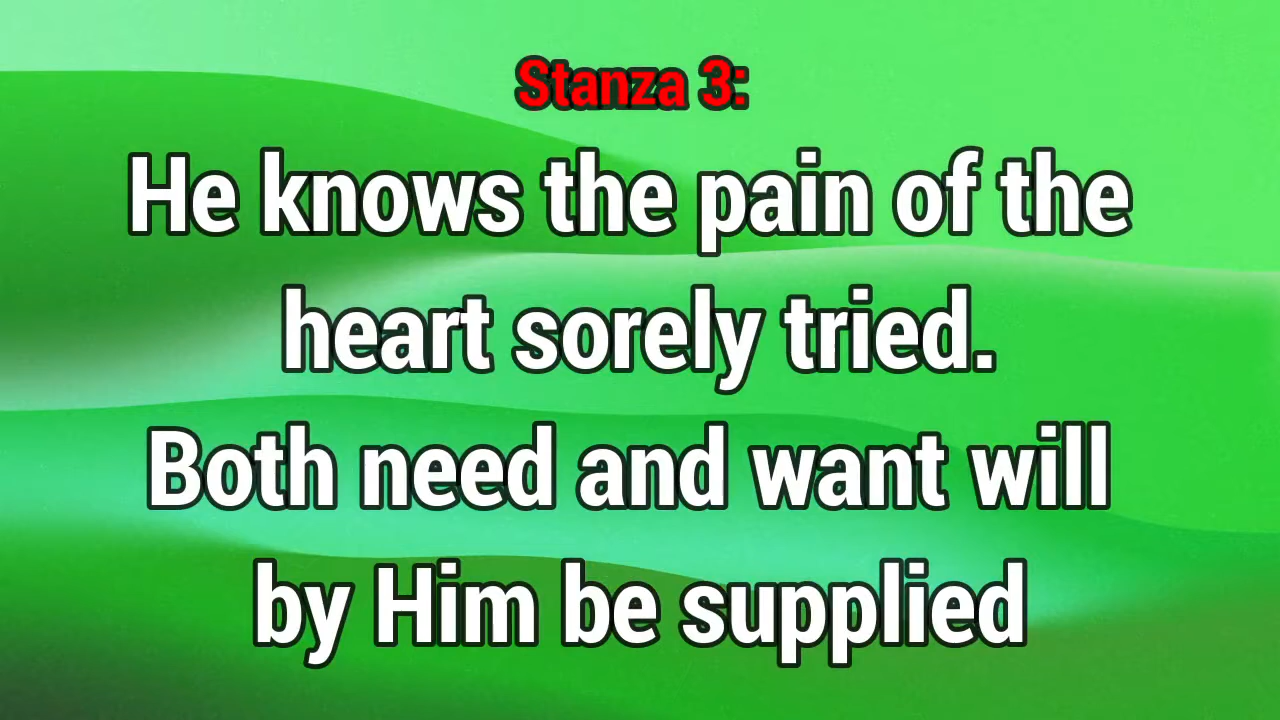 Stanza 3:
He knows the pain of the
heart sorely tried.
Both need and want will
by Him be supplied